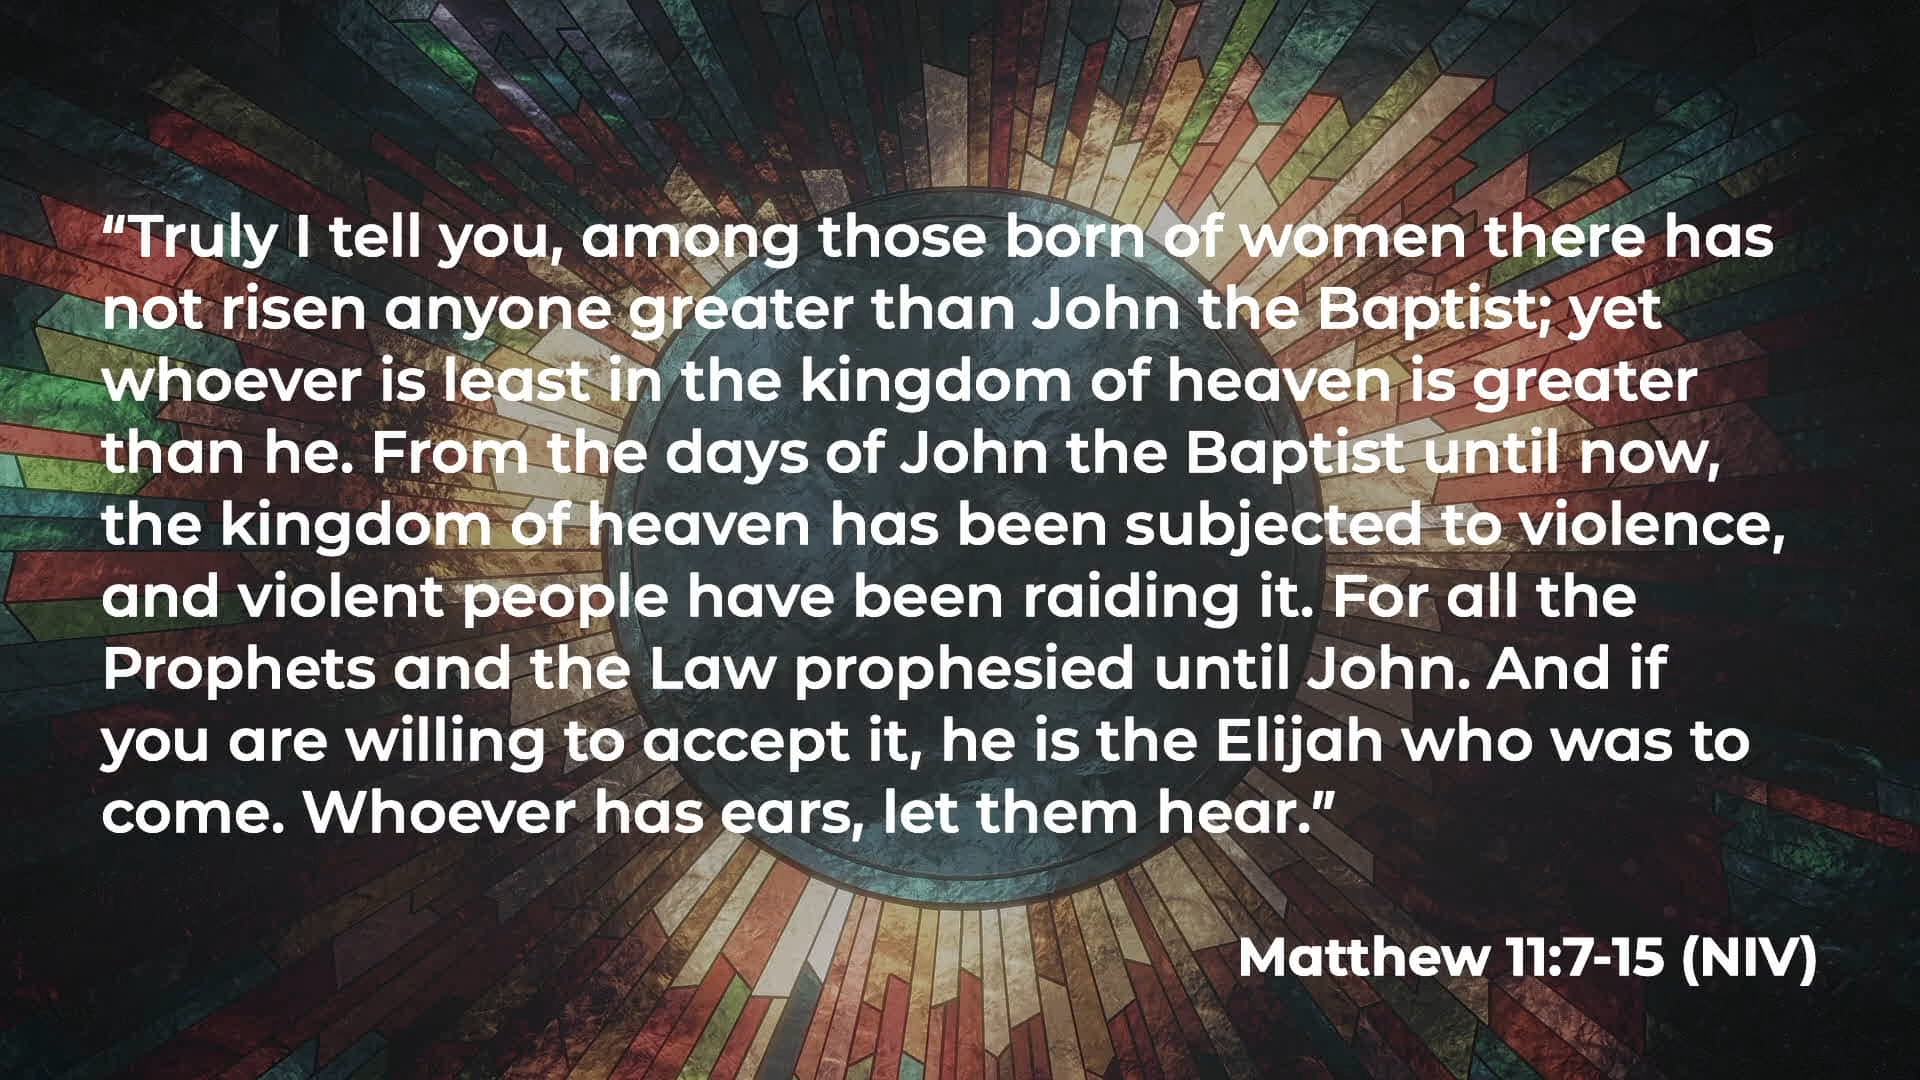 “Truly I tell you, among those born of women there has
not risen anyone greater than John the Baptist; yet
whoever is least in the kingdom of heaven is greater
than he. From the days of John the Baptist until now,
the kingdom of heaven has been subjected to violence,
and violent people have been raiding it. For all the
Prophets and the Law prophesied until John. And if
you are willing to accept it, he is the Elijah who was to
come. Whoever has ears, let them hear.”
Matthew 11:7-15 (NIV)